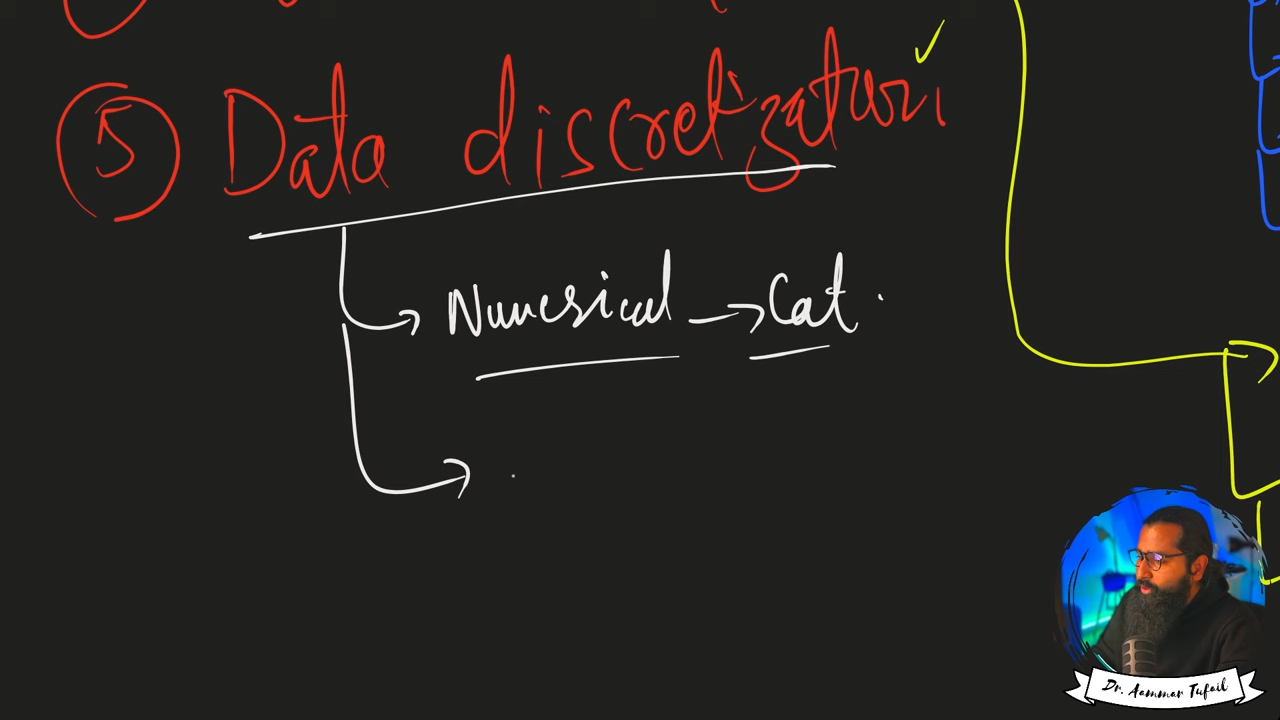 5 Data discretization
Numerical → Cat.
Dr. Aammar Tufail